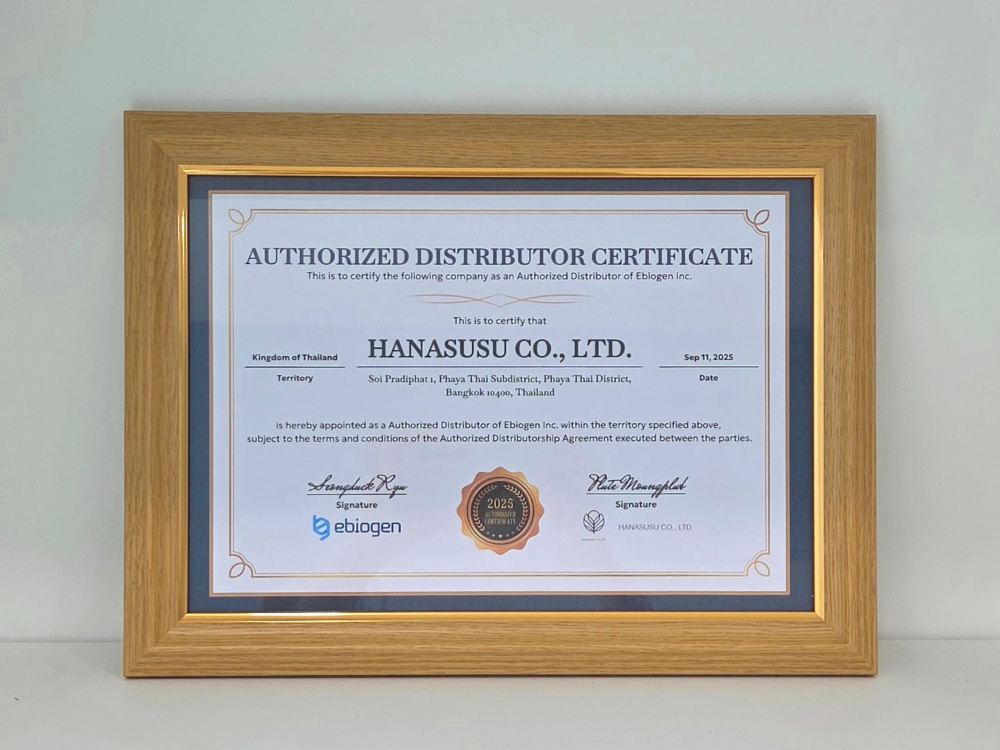 AUTHORIZED DISTRIBUTOR CERTIFICATE
This is to certify the following company as an Authorized Distributor of Ebiogen Inc.
This is to certify that
Kingdom of Thailand
Territory
HANASUSU CO., LTD.
Soi Pradiphat 1, Phaya Thai Subdistrict, Phaya Thai District,
Bangkok 10400, Thailand
Sep 11, 2025
Date
is hereby appointed as a Authorized Distributor of Ebiogen Inc. within the territory specified above,
subject to the terms and conditions of the Authorized Distributorship Agreement executed between the parties.
Seongduck Ryu
Signature
ebiogen
2025
AUTHORIZED
CERTIFICATE
Plute Moungplub
Signature
HANASUSU CO., LTD.